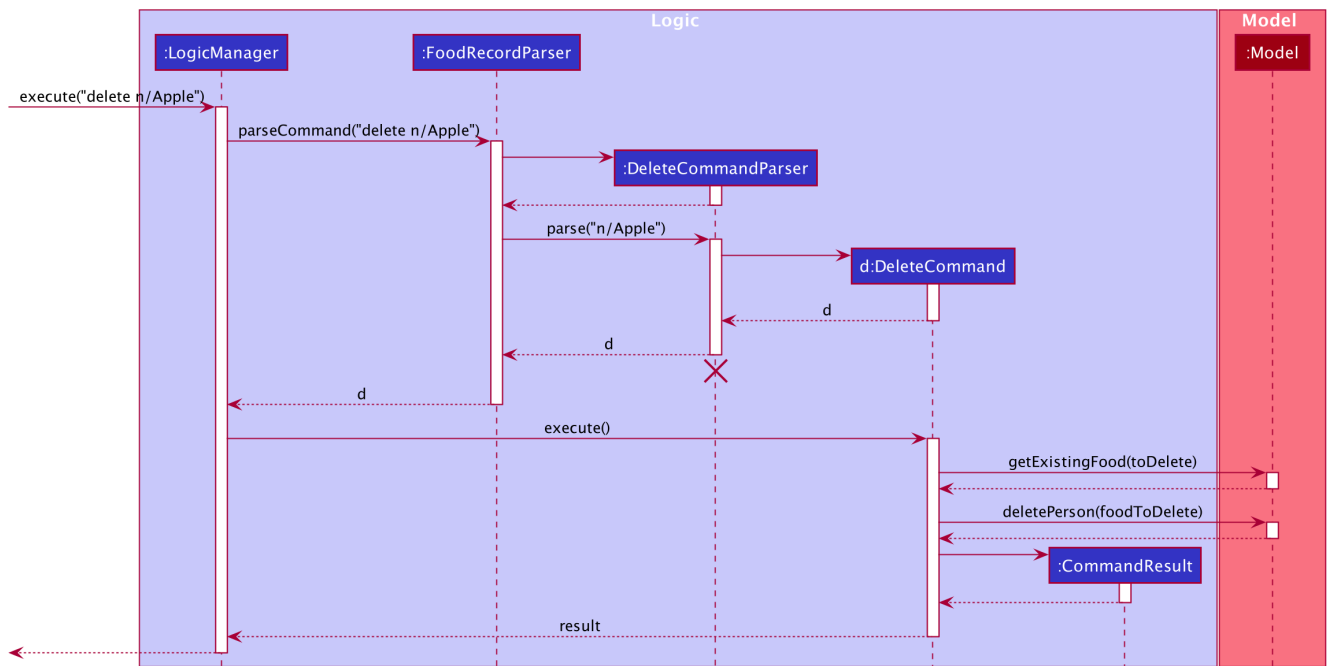 Logic
Model
:LogicManager
:FoodRecordParser
:Model
execute("delete n/Apple")
parseCommand("delete n/Apple")
:DeleteCommandParser
parse("n/Apple")
d:DeleteCommand
d
d
d
execute()
getExistingFood(toDelete)
deletePerson(foodToDelete)
:CommandResult
result